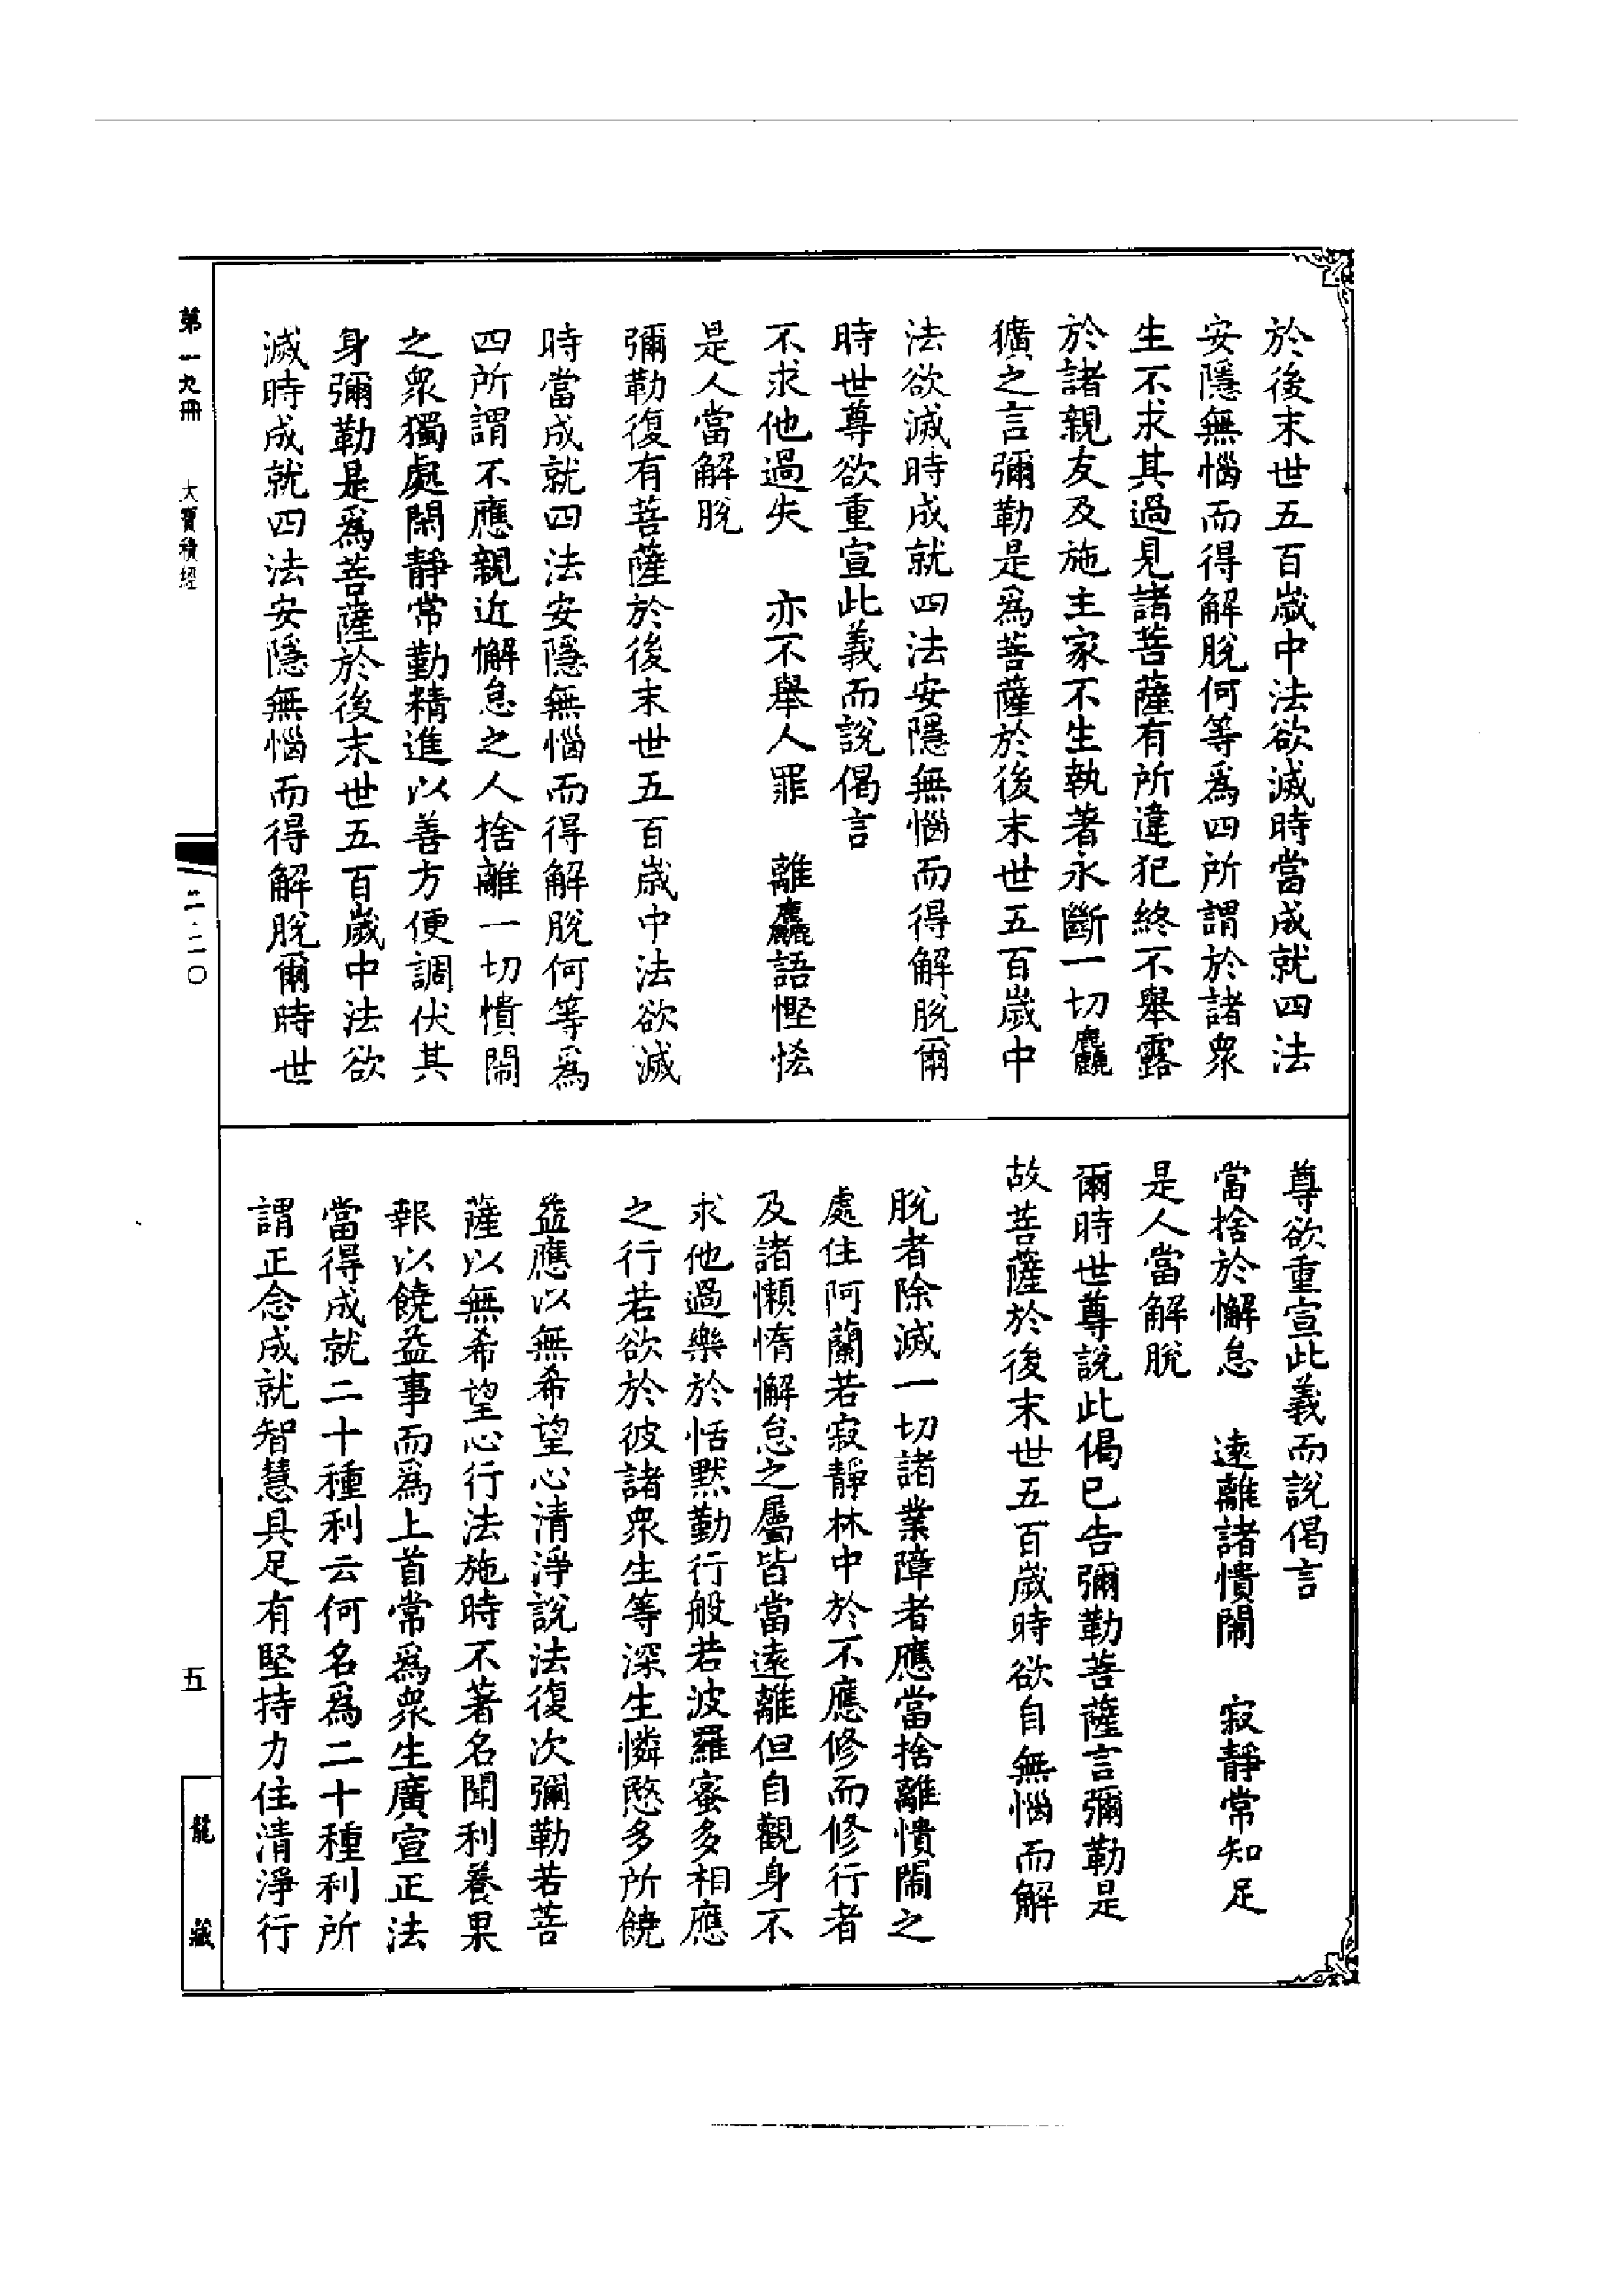 於後末世五百歲中法欲滅時當成就四法
安隱無惱而得解脫何等為四所謂於諸眾
生不求其過見諸菩薩有所違犯終不舉露
於諸親友及施主家不生執著永斷一切麤
獷之言彌勒是為菩薩於後末世五百歲中
法欲滅時成就四法安隱無惱而得解脫爾
時世尊欲重宣此義而說偈言
不求他過失　亦不舉人罪　離麤語慳悋
是人當解脫
彌勒復有菩薩於後末世五百歲中法欲滅
時當成就四法安隱無惱而得解脫何等為
四所謂不應親近懈怠之人捨離一切憒鬧
之眾獨處閑靜常勤精進以善方便調伏其
身彌勒是為菩薩於後末世五百歲中法欲
滅時成就四法安隱無惱而得解脫爾時世
尊欲重宣此義而說偈言
當捨於懈怠　遠離諸憒鬧　寂靜常知足
是人當解脫
爾時世尊說此偈已告彌勒菩薩言彌勒是
故菩薩於後末世五百歲時欲自無惱而解
脫者除滅一切諸業障者應當捨離憒鬧之
處住阿蘭若寂靜林中於不應修而修行者
及諸懶惰懈怠之屬皆當遠離但自觀身不
求他過樂於恬默勤行般若波羅蜜多相應
之行若欲於彼諸眾生等深生憐愍多所饒
益應以無希望心清淨說法復次彌勒若菩
薩以無希望心行法施時不著名聞利養果
報以饒益事而為上首常為眾生廣宣正法
當得成就二十種利云何名為二十種利所
謂正念成就智慧具足有堅持力住清淨行
第一九冊　大寶積經　二二〇
五
龍藏